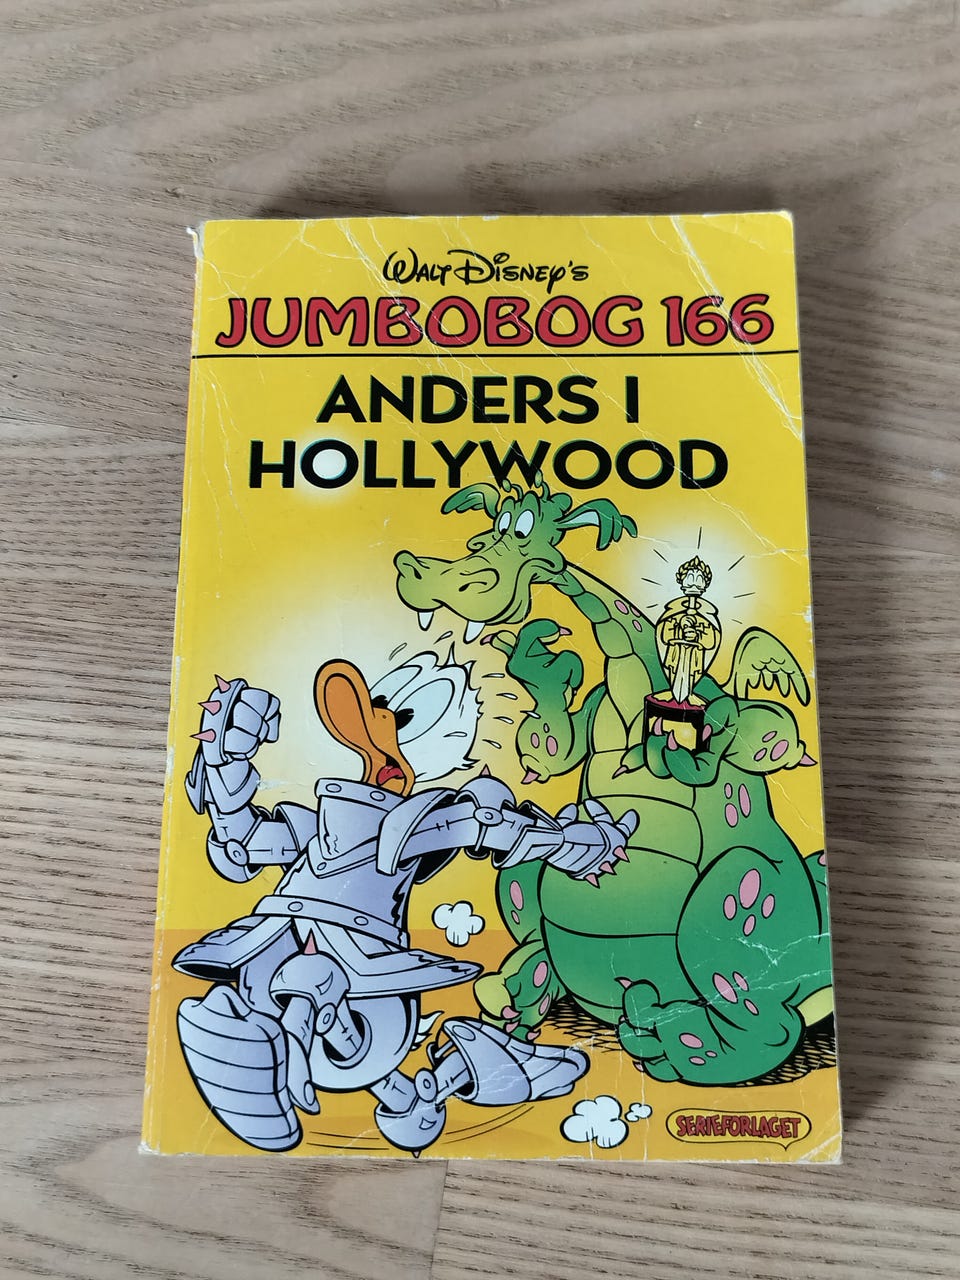 WALT DISNEY'S
JUMBOBOG 166
ANDERS I
HOLLYWOOD
SERIEFORLAGET